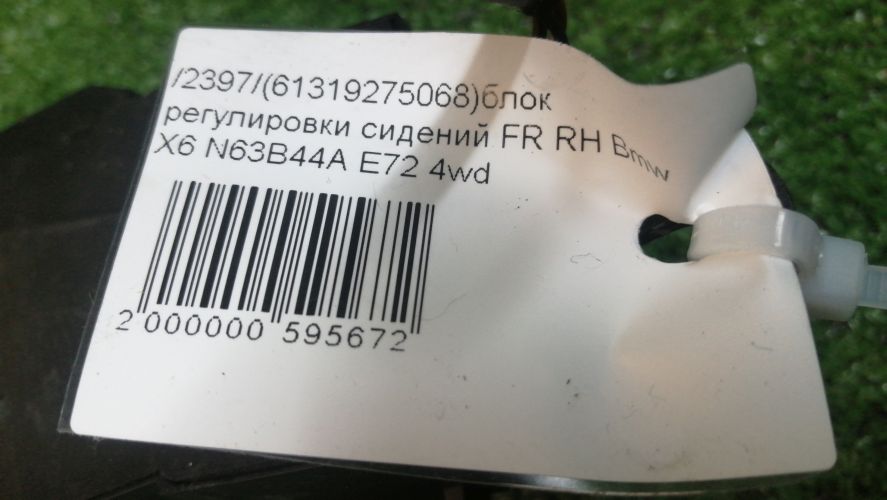 /2397/(61319275068)блок
регулировки сидений FR RH Bmw
X6 N63B44A E72 4wd
2 000000 595672